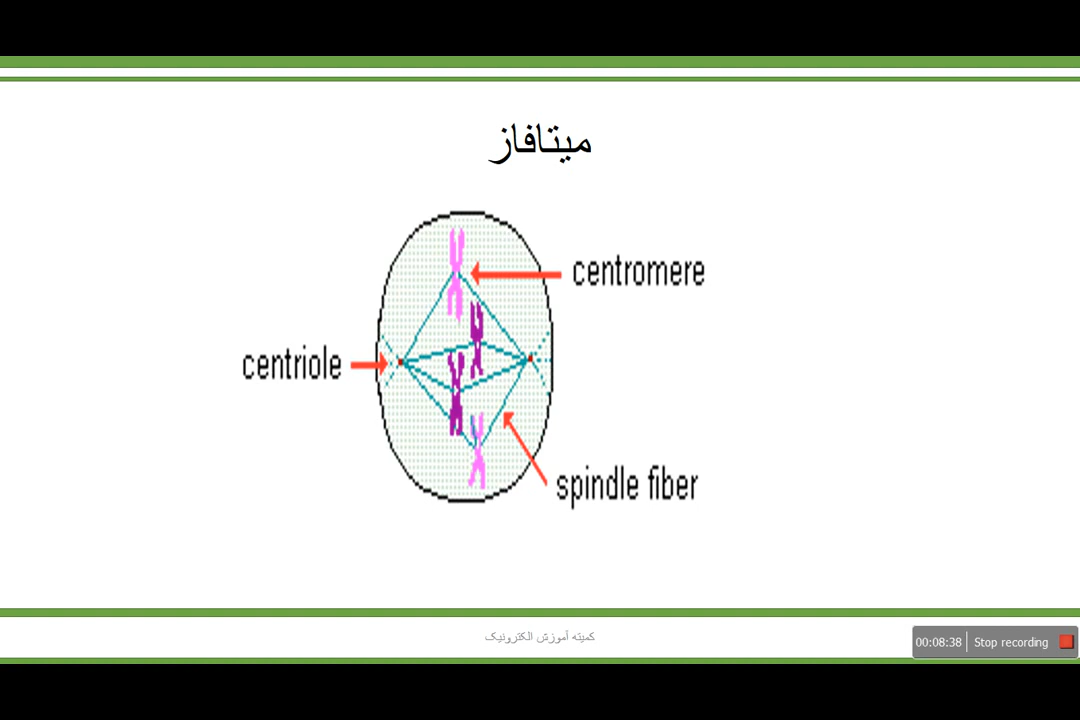 میتافاز
centromere
centriole
spindle fiber
کمیته آموزش الکترونیک
00:08:38 Stop recording